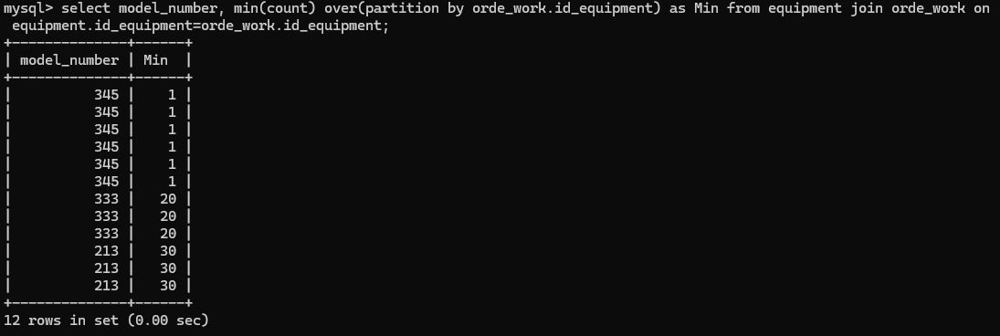 mysql> select model_number, min(count) over(partition by orde_work.id_equipment) as Min from equipment join orde_work on
 equipment.id_equipment=orde_work.id_equipment;
+--------------+------+
| model_number | Min  |
+--------------+------+
|          345 |    1 |
|          345 |    1 |
|          345 |    1 |
|          345 |    1 |
|          345 |    1 |
|          345 |    1 |
|          333 |   20 |
|          333 |   20 |
|          333 |   20 |
|          213 |   30 |
|          213 |   30 |
|          213 |   30 |
+--------------+------+
12 rows in set (0.00 sec)